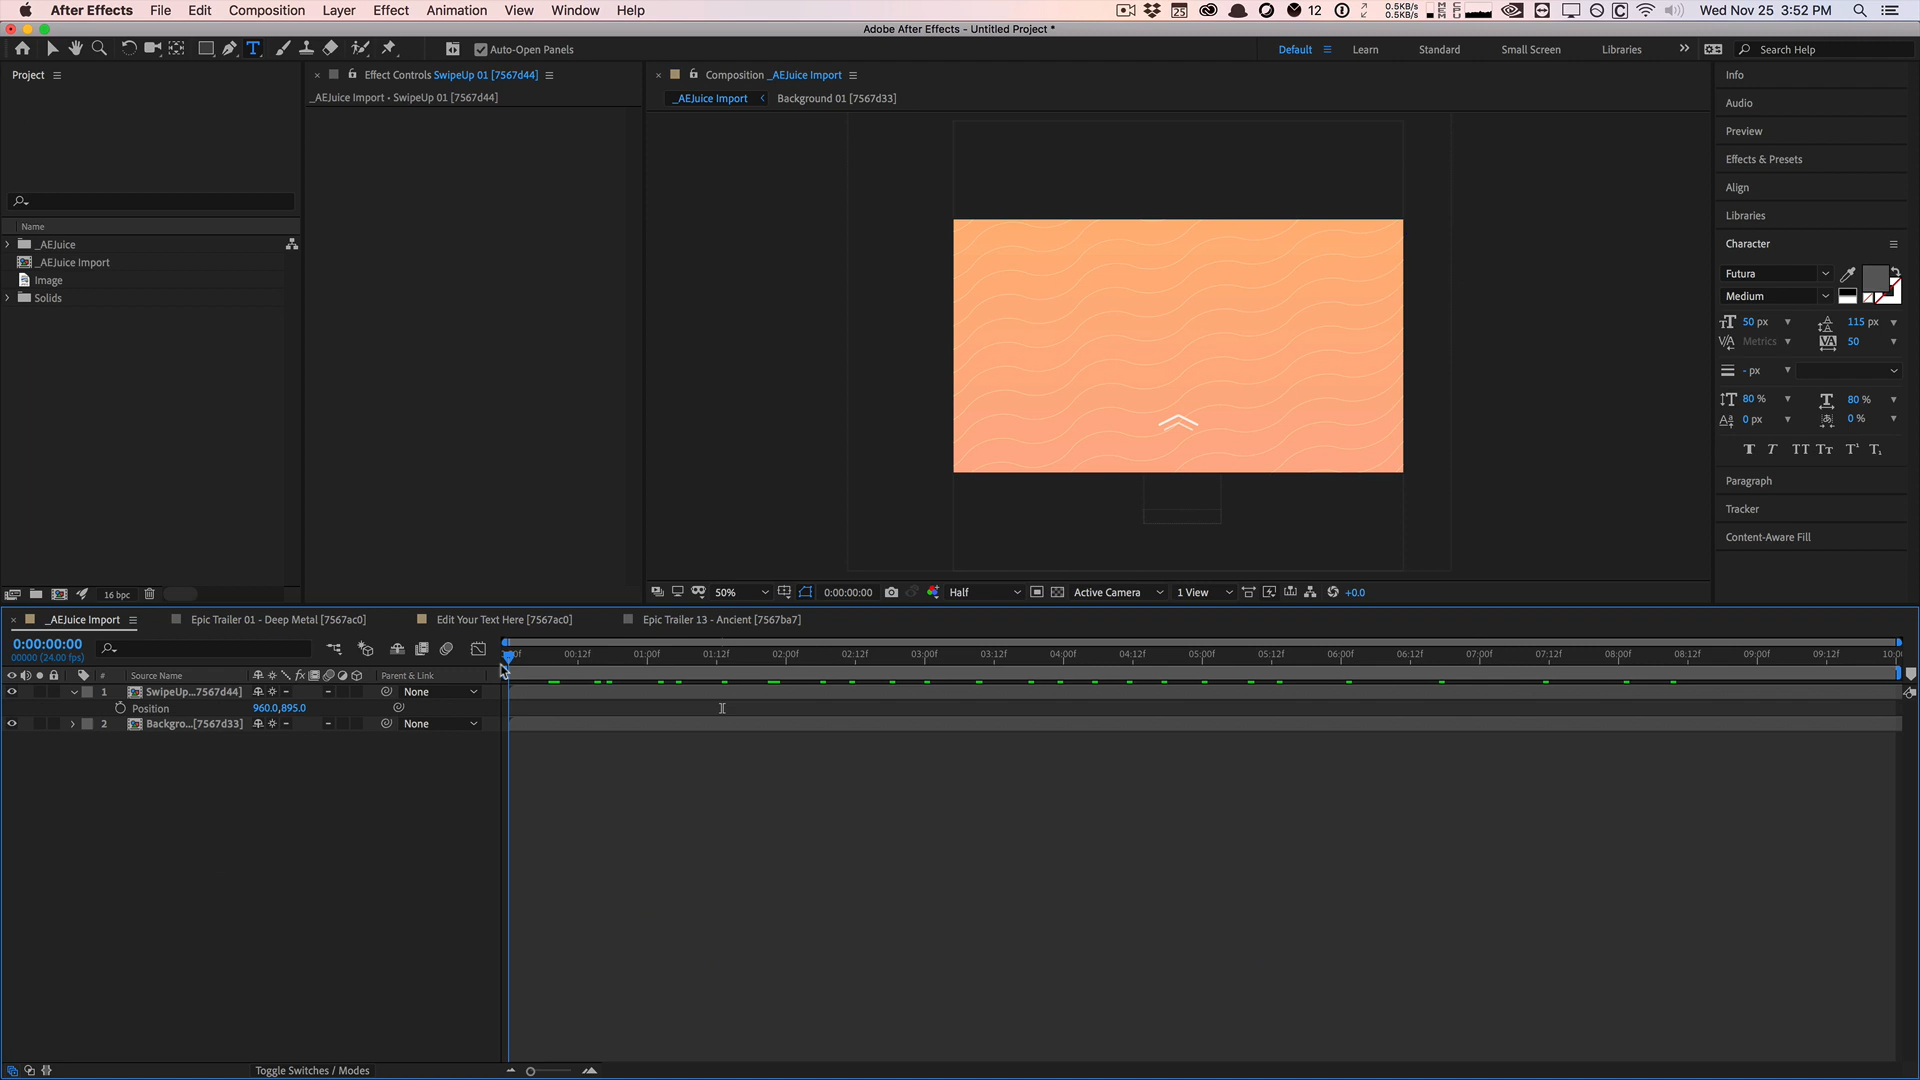 After Effects File Edit Composition Layer Effect Animation View Window Help
25 12 0.5KB/s 0.5KB/s Wed Nov 25 3:52 PM
Adobe After Effects - Untitled Project *
Auto-Open Panels Default Learn Standard Small Screen Libraries Search Help
Project Effect Controls SwipeUp 01 [7567d44] Composition _AEJuice Import Info
_AEJuice Import • SwipeUp 01 [7567d44] _AEJuice Import Background 01 [7567d33]
Audio
Preview
Effects & Presets
Align
Libraries
Name
_AEJuice
_AEJuice Import
Image
Solids
Character
Futura
Medium
50 px 115 px
Metrics 50
- px
80 % 80 %
0 px 0 %
Paragraph
Tracker
Content-Aware Fill
16 bpc 50% 0:00:00:00 Half Active Camera 1 View +0.0
_AEJuice Import Epic Trailer 01 - Deep Metal [7567ac0] Edit Your Text Here [7567ac0] Epic Trailer 13 - Ancient [7567ba7]
0:00:00:00
00000 (24.00 fps)
00:12f 01:00f 01:12f 02:00f 02:12f 03:00f 03:12f 04:00f 04:12f 05:00f 05:12f 06:00f 06:12f 07:00f 07:12f 08:00f 08:12f 09:00f 09:12f 10:0
# Source Name Parent & Link
1 SwipeUp...7567d44] None
Position 960.0,895.0
2 Backgro...[7567d33] None
Toggle Switches / Modes